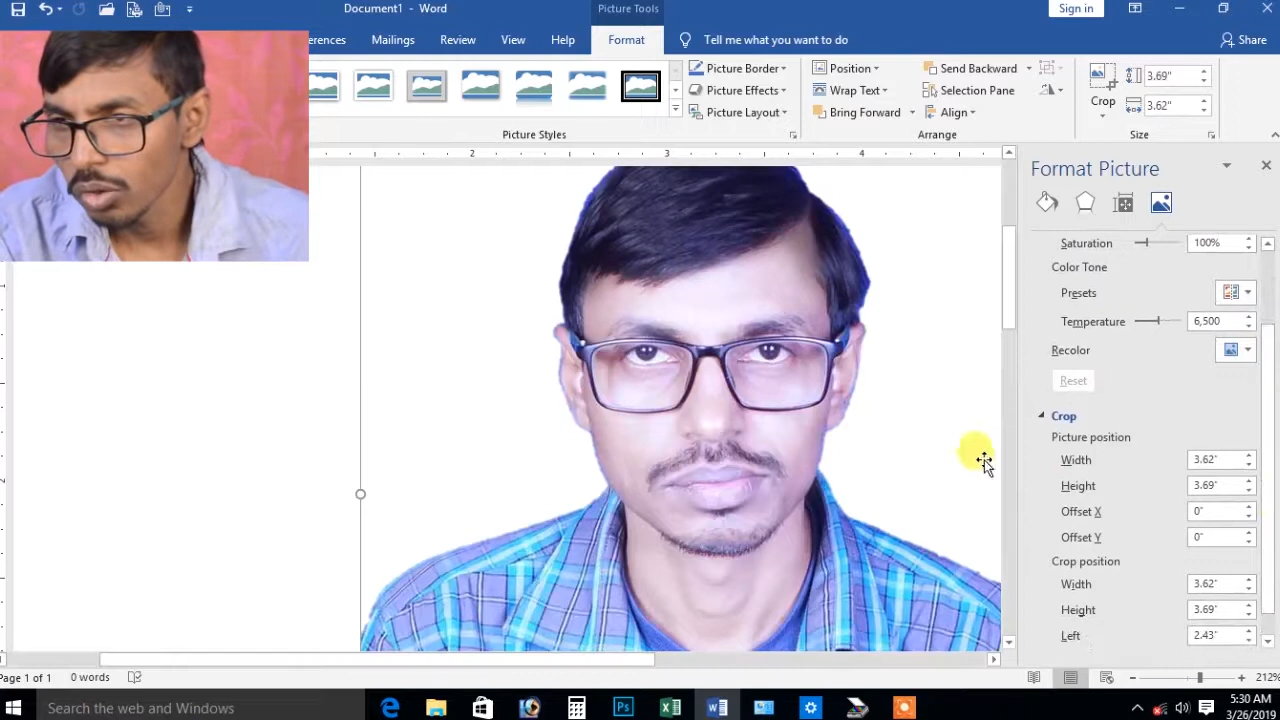 Document1 - Word
Picture Tools
Sign in
erences
Mailings
Review
View
Help
Format
Tell me what you want to do
Share
Picture Border
Picture Effects
Picture Layout
Position
Wrap Text
Bring Forward
Send Backward
Selection Pane
Align
Crop
3.69"
3.62"
Picture Styles
Arrange
Size
2
3
4
Format Picture
Saturation 100%
Color Tone
Presets
Temperature 6,500
Recolor
Reset
Crop
Picture position
Width 3.62"
Height 3.69"
Offset X 0"
Offset Y 0"
Crop position
Width 3.62"
Height 3.69"
Left 2.43"
2
Page 1 of 1 0 words
212%
Search the web and Windows
Ps
5:30 AM
3/26/2019